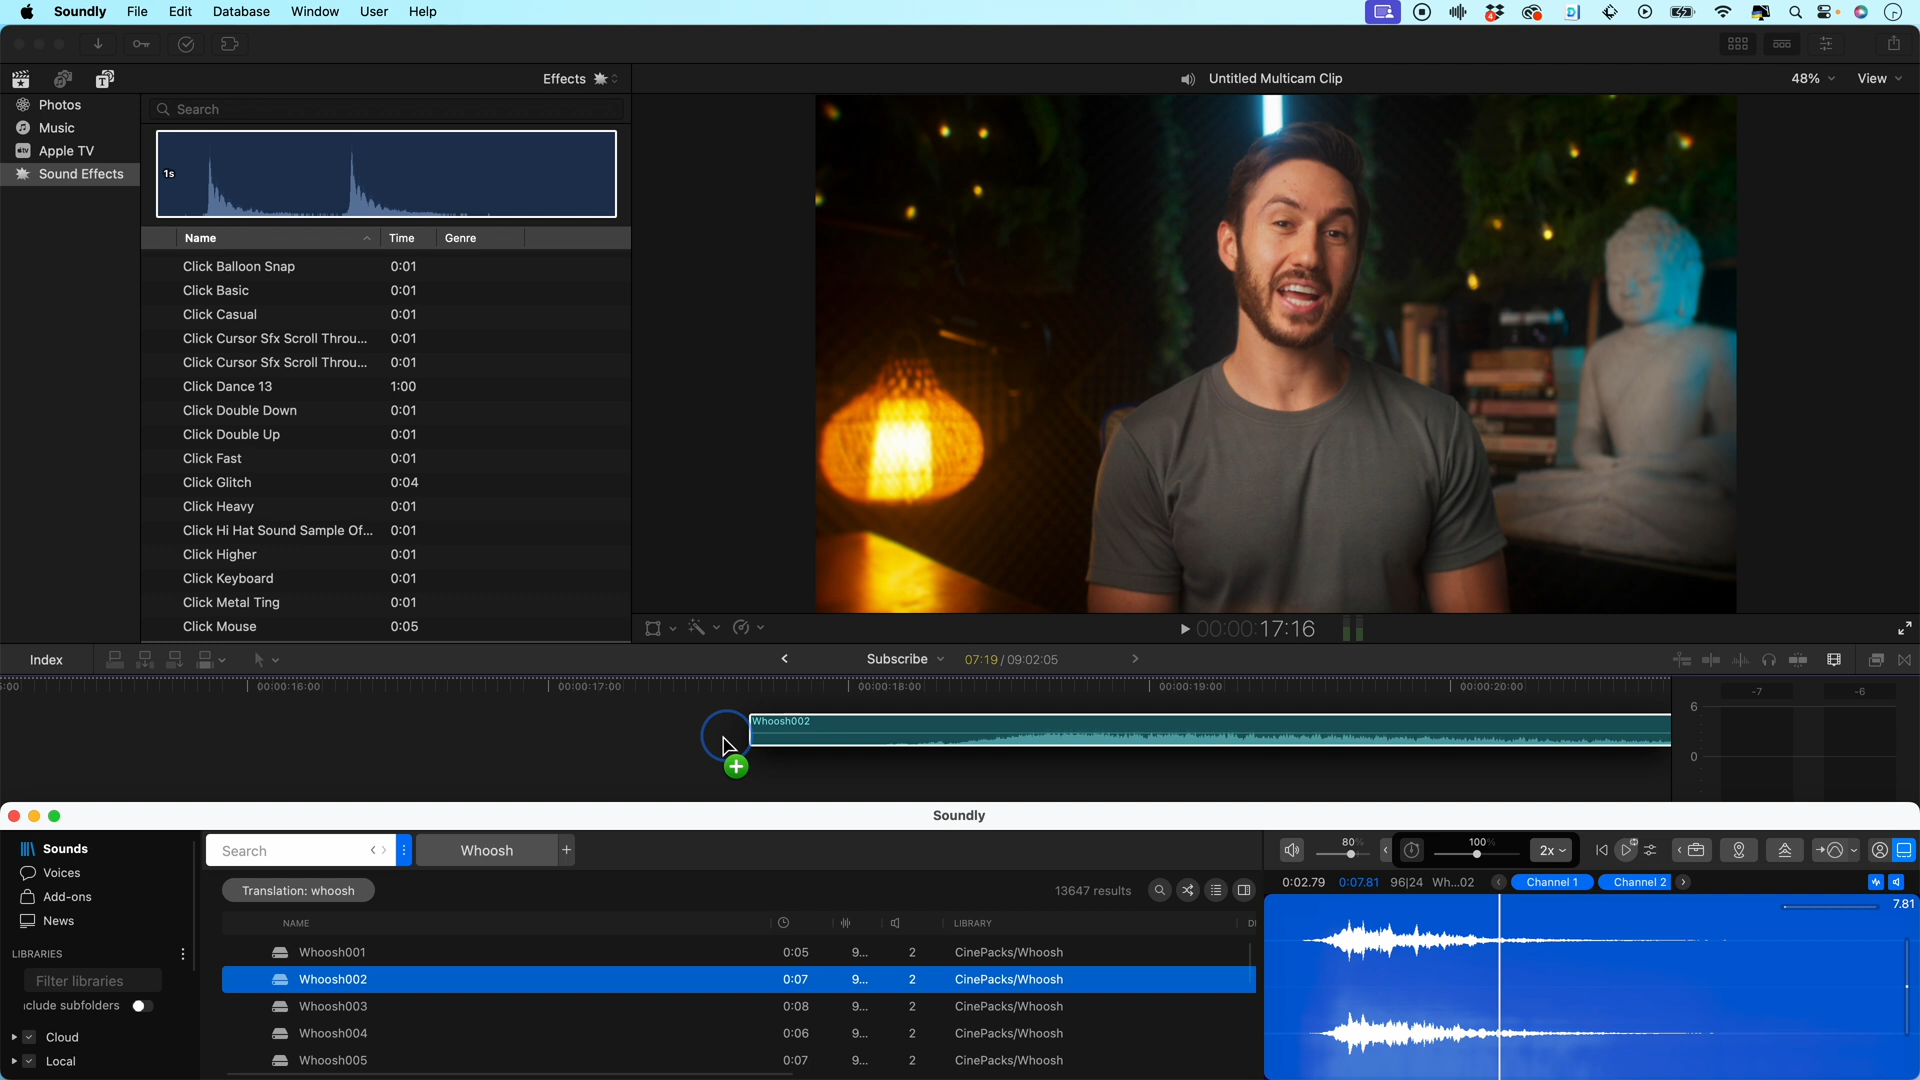 Soundly File Edit Database Window User Help
Effects
Untitled Multicam Clip
48% View
Photos
Music
Apple TV
Sound Effects
Search
1s
Name Time Genre
Click Balloon Snap 0:01
Click Basic 0:01
Click Casual 0:01
Click Cursor Sfx Scroll Throu... 0:01
Click Cursor Sfx Scroll Throu... 0:01
Click Dance 13 1:00
Click Double Down 0:01
Click Double Up 0:01
Click Fast 0:01
Click Glitch 0:04
Click Heavy 0:01
Click Hi Hat Sound Sample Of... 0:01
Click Higher 0:01
Click Keyboard 0:01
Click Metal Ting 0:01
Click Mouse 0:05
00:00:17:16
Index
Subscribe 07:19 / 09:02:05
5:00 00:00:16:00 00:00:17:00 00:00:18:00 00:00:19:00 00:00:20:00
-7 -6
6
0
Whoosh002
Soundly
Sounds
Voices
Add-ons
News
LIBRARIES
Filter libraries
nclude subfolders
Cloud
Local
Search
Whoosh +
Translation: whoosh
13647 results
NAME LIBRARY
Whoosh001 0:05 9... 2 CinePacks/Whoosh
Whoosh002 0:07 9... 2 CinePacks/Whoosh
Whoosh003 0:08 9... 2 CinePacks/Whoosh
Whoosh004 0:06 9... 2 CinePacks/Whoosh
Whoosh005 0:07 9... 2 CinePacks/Whoosh
80% 100% 2x
0:02.79 0:07.81 96|24 Wh...02 Channel 1 Channel 2
7.81